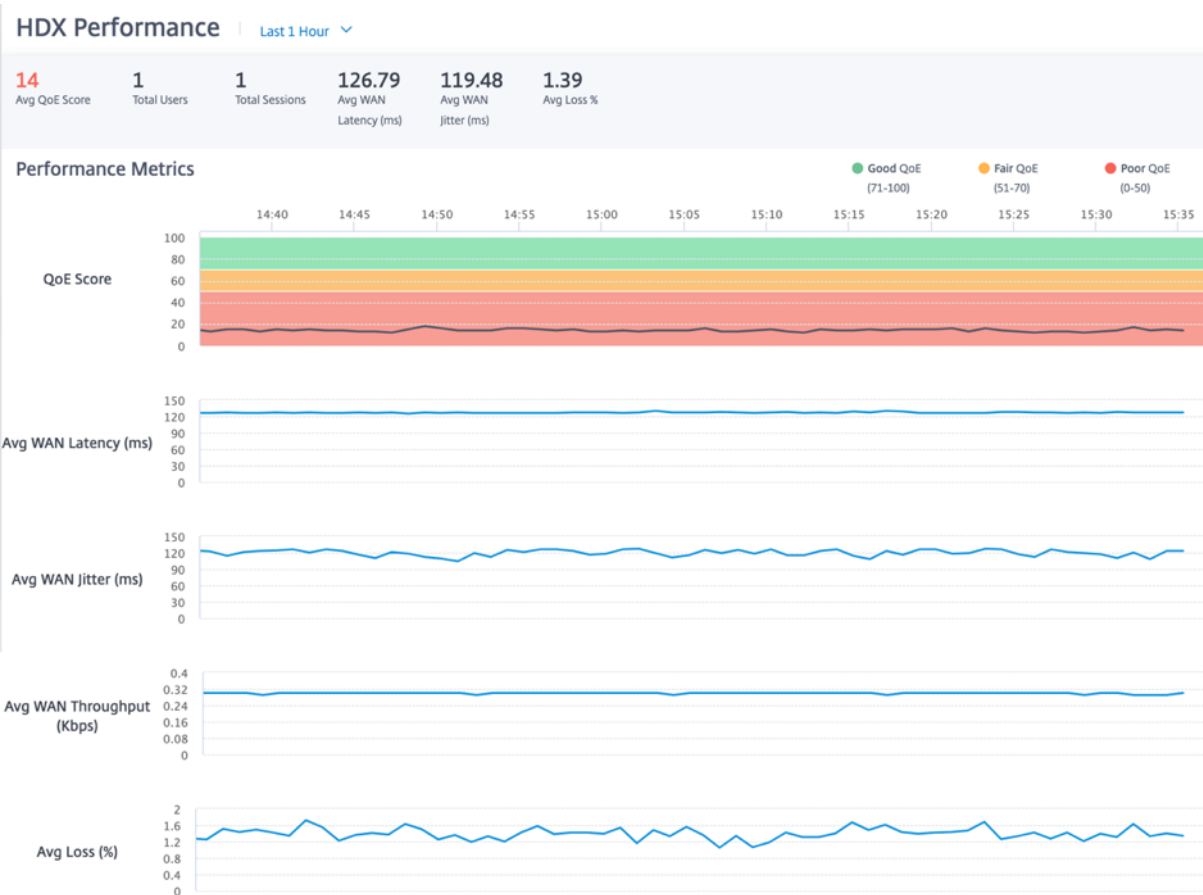 HDX Performance Last 1 Hour
14 1 1 126.79 119.48 1.39
Avg QoE Score Total Users Total Sessions Avg WAN Avg WAN Avg Loss %
Latency (ms) Jitter (ms)
Performance Metrics
Good QoE Fair QoE Poor QoE
(71-100) (51-70) (0-50)
14:40 14:45 14:50 14:55 15:00 15:05 15:10 15:15 15:20 15:25 15:30 15:35
QoE Score
100
80
60
40
20
0
Avg WAN Latency (ms)
150
120
90
60
30
0
Avg WAN Jitter (ms)
150
120
90
60
30
0
Avg WAN Throughput
(Kbps)
0.4
0.32
0.24
0.16
0.08
0
Avg Loss (%)
2
1.6
1.2
0.8
0.4
0